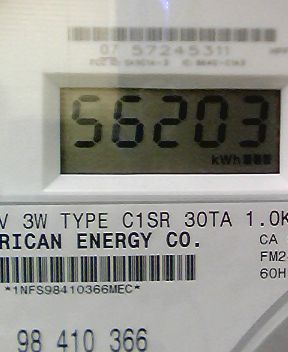 07 57245311
56203
kWh
V 3W TYPE C1SR 30TA 1.0K
RICAN ENERGY CO.
CA
FM2
60H
*1NFS98410366MEC*
98 410 366